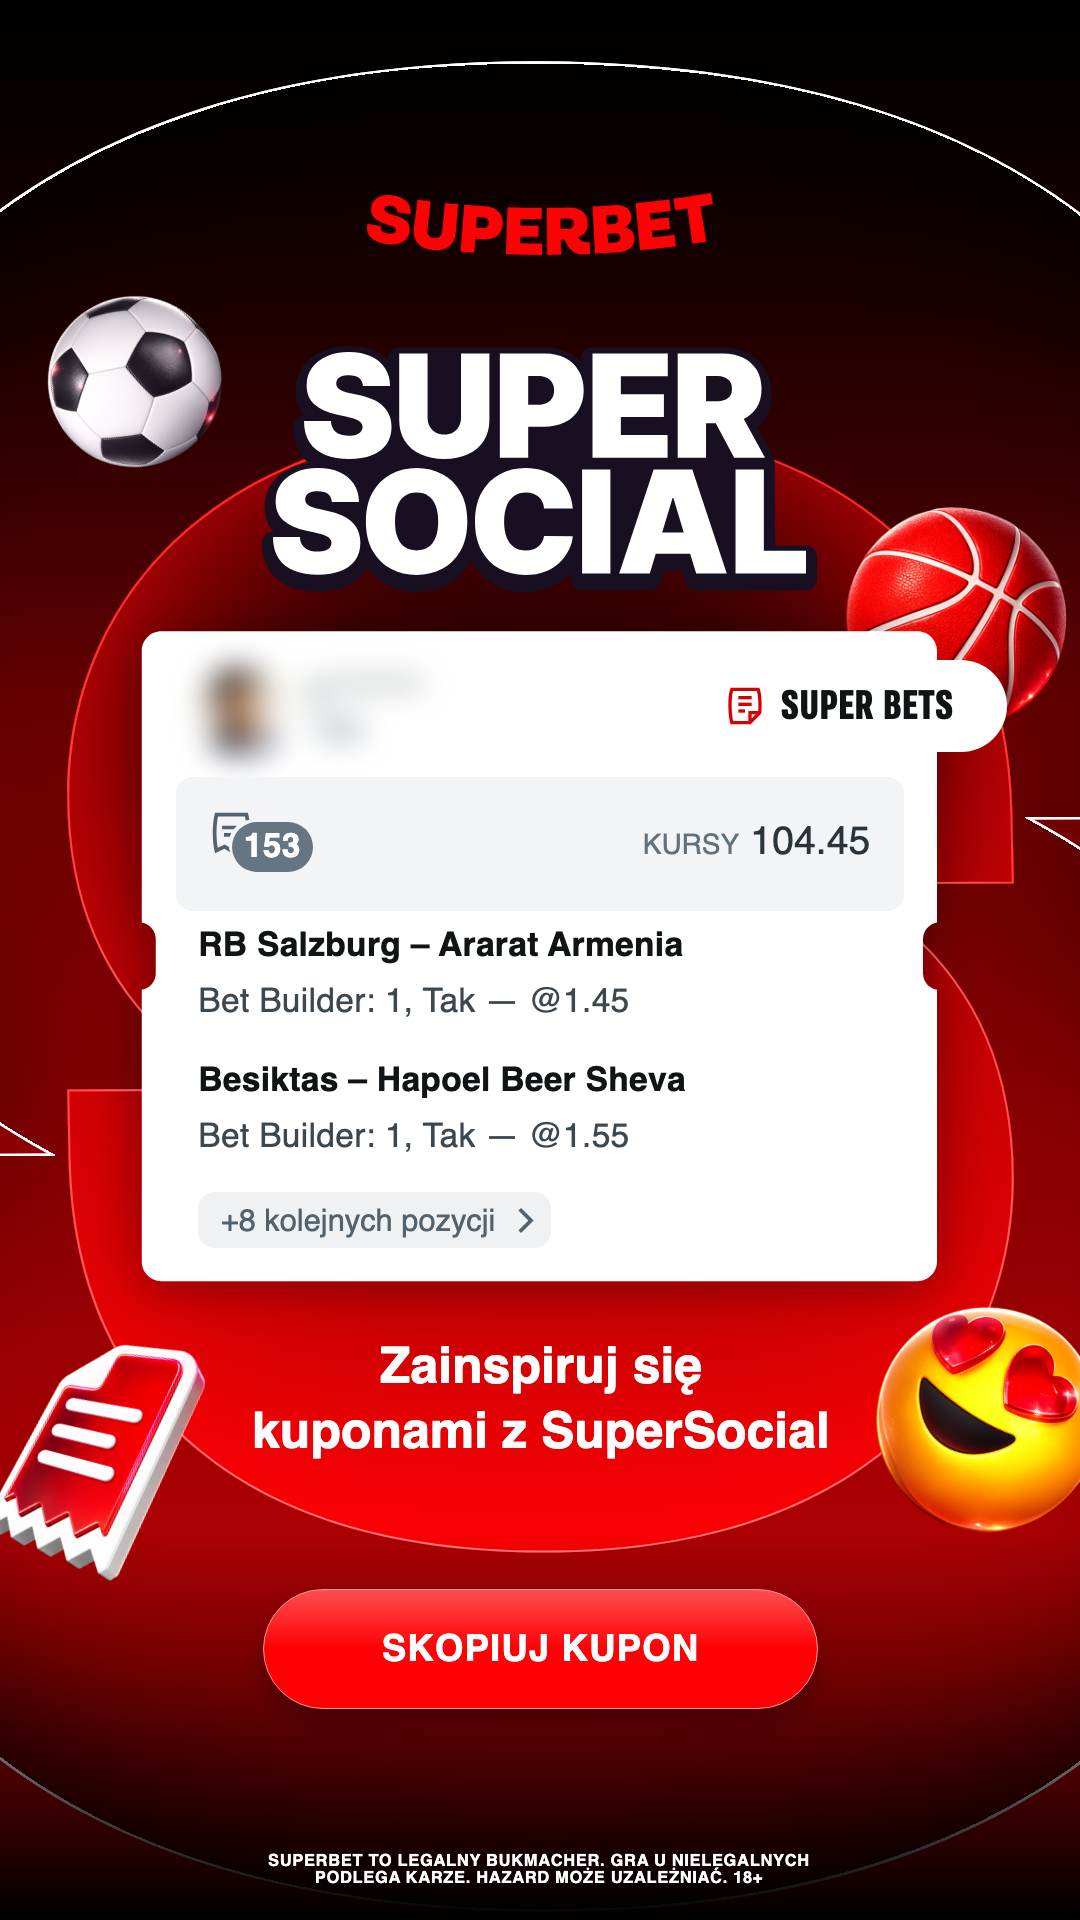 SUPERBET
SUPER
SOCIAL
SUPER BETS
153
KURSY 104.45
RB Salzburg – Ararat Armenia
Bet Builder: 1, Tak — @1.45
Besiktas – Hapoel Beer Sheva
Bet Builder: 1, Tak — @1.55
+8 kolejnych pozycji
Zainspiruj się
kuponami z SuperSocial
SKOPIUJ KUPON
SUPERBET TO LEGALNY BUKMACHER. GRA U NIELEGALNYCH
PODLEGA KARZE. HAZARD MOŻE UZALEŻNIAĆ. 18+